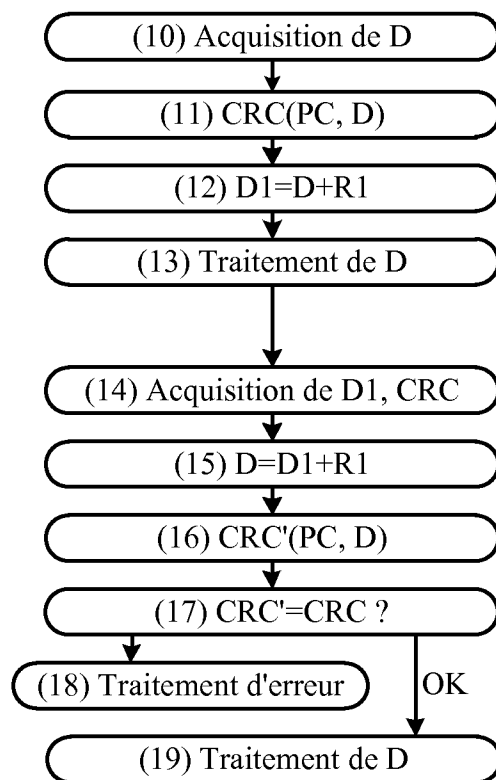 (10) Acquisition de D
(11) CRC(PC, D)
(12) D1=D+R1
(13) Traitement de D
(14) Acquisition de D1, CRC
(15) D=D1+R1
(16) CRC'(PC, D)
(17) CRC'=CRC ?
(18) Traitement d'erreur
OK
(19) Traitement de D